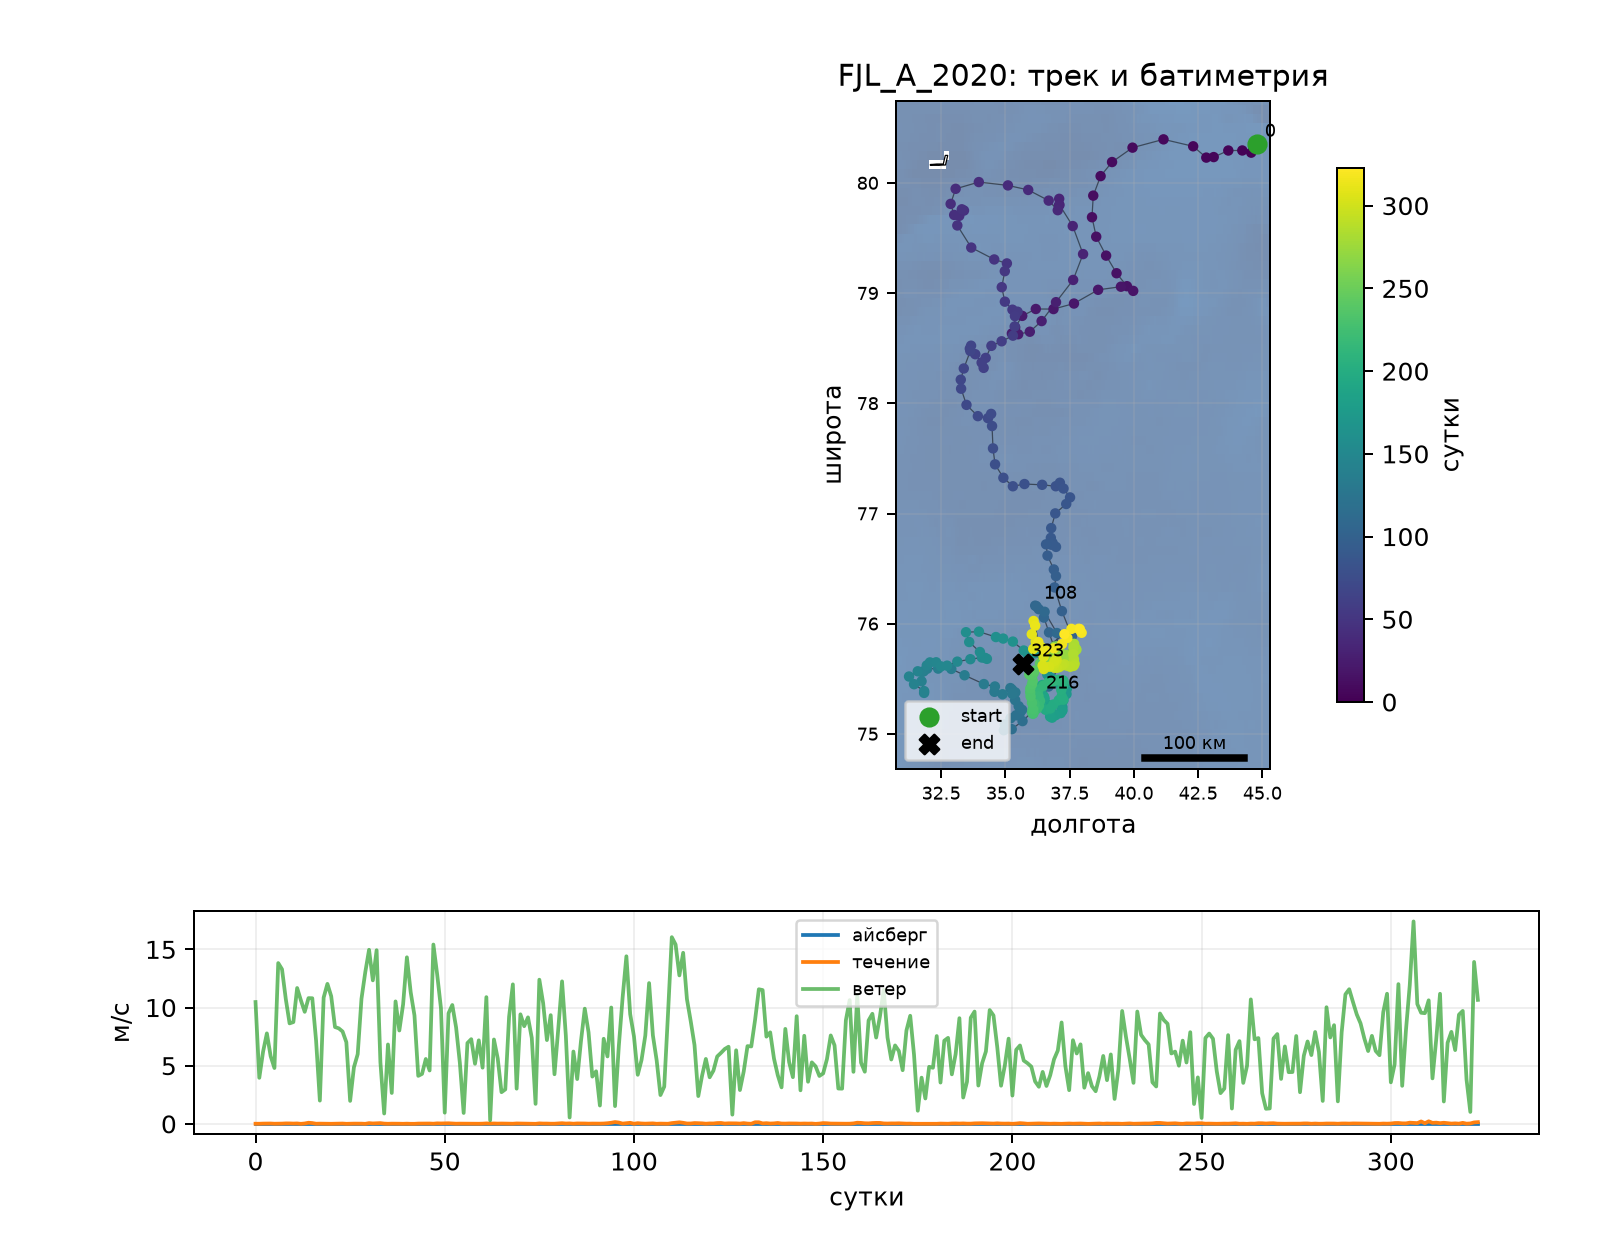 FJL_A_2020: трек и батиметрия
0
108
323
216
start
end
100 км
80
79
78
77
76
75
широта
32.5 35.0 37.5 40.0 42.5 45.0
долгота
300
250
200
150
100
50
0
сутки
айсберг
течение
ветер
15
10
5
0
м/с
0 50 100 150 200 250 300
сутки